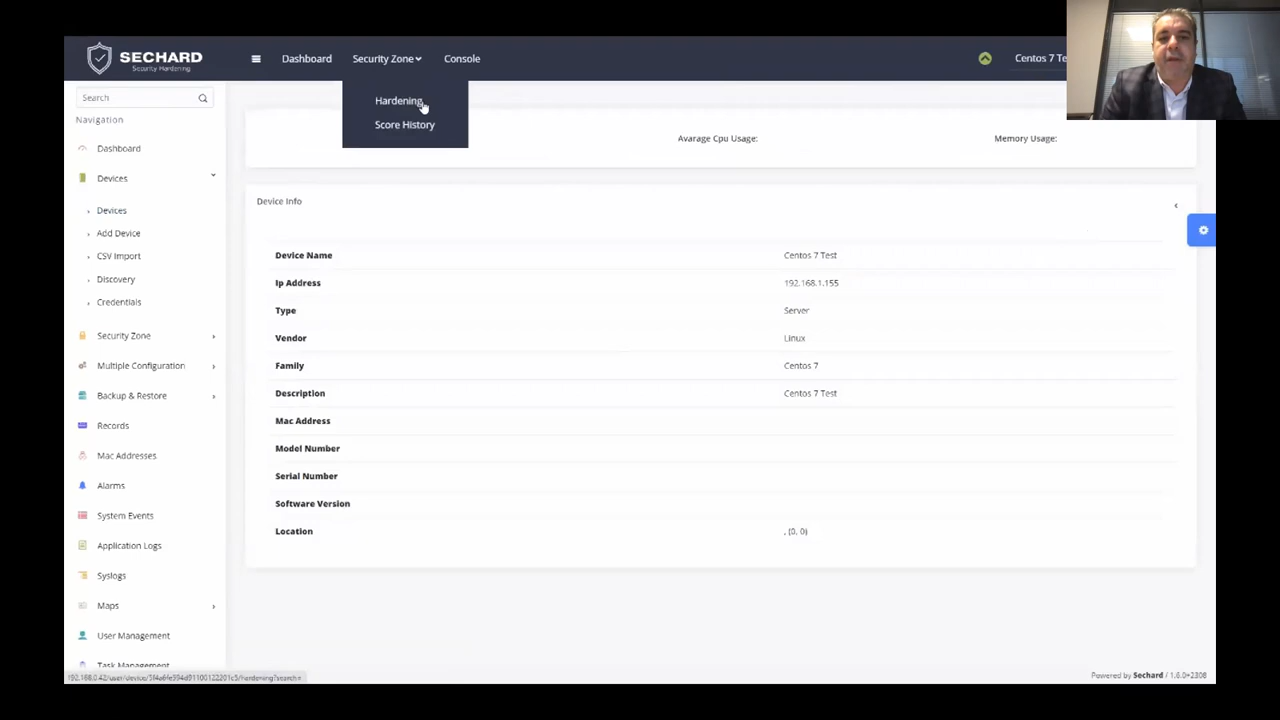 SECHARD
Security Hardening
Dashboard
Security Zone
Console
Centos 7 Te
Hardening
Score History
Search
Navigation
Dashboard
Devices
Devices
Add Device
CSV Import
Discovery
Credentials
Security Zone
Multiple Configuration
Backup & Restore
Records
Mac Addresses
Alarms
System Events
Application Logs
Syslogs
Maps
User Management
Task Management
Avarage Cpu Usage:
Memory Usage:
Device Info
Device Name Centos 7 Test
Ip Address 192.168.1.155
Type Server
Vendor Linux
Family Centos 7
Description Centos 7 Test
Mac Address
Model Number
Serial Number
Software Version
Location , (0, 0)
Powered by Sechard / 1.6.0+2308